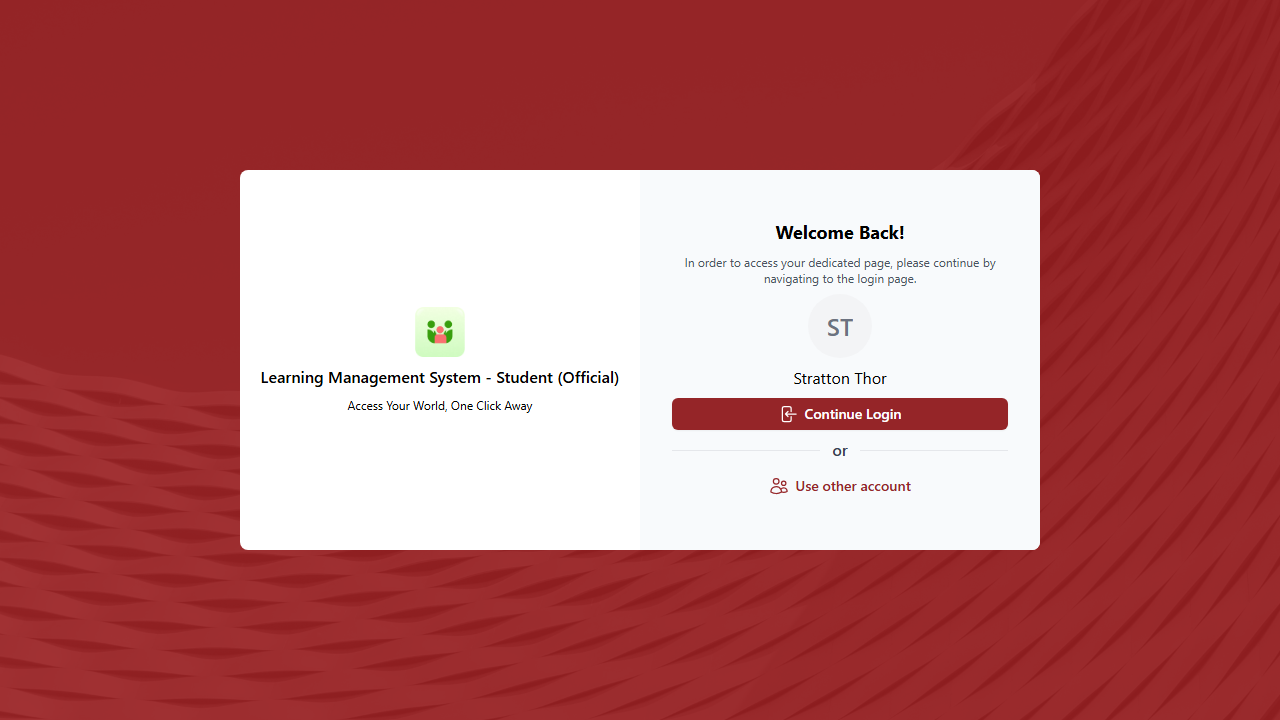 Learning Management System - Student (Official)
Access Your World, One Click Away
Welcome Back!
In order to access your dedicated page, please continue by
navigating to the login page.
ST
Stratton Thor
Continue Login
or
Use other account